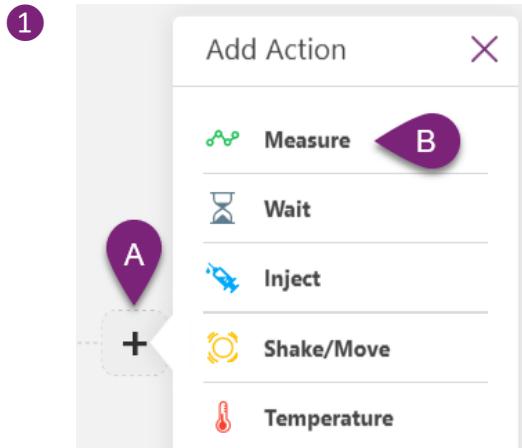 1
Add Action
Measure
B
Wait
A
Inject
+
Shake/Move
Temperature